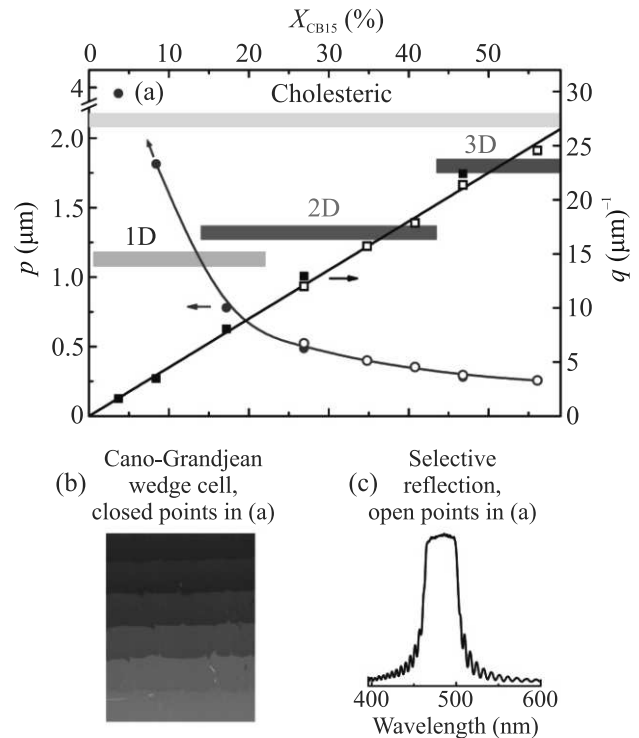 X_CB15 (%)
0 10 20 30 40 50
4
(a)
Cholesteric
30
2.0
3D
25
1.5
2D
20
1D
15
1.0
10
0.5
5
0
0
p (μm)
q (μm)⁻¹
Cano-Grandjean
(b) wedge cell,
closed points in (a)
Selective
(c) reflection,
open points in (a)
400 500 600
Wavelength (nm)